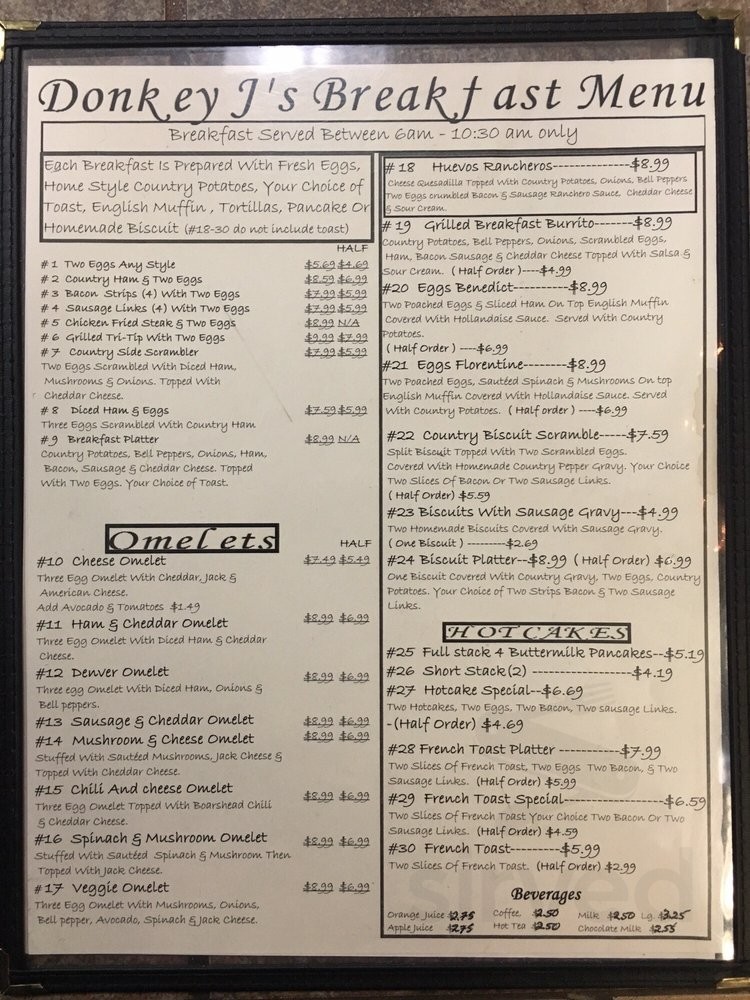 Donkey J's Breakfast Menu
Breakfast Served Between 6am - 10:30 am only
Each Breakfast Is Prepared With Fresh Eggs,
Home Style Country Potatoes, Your Choice of
Toast, English Muffin , Tortillas, Pancake Or
Homemade Biscuit (#18-30 do not include toast)
HALF
# 1 Two Eggs Any Style $5.69 $4.69
# 2 Country Ham & Two Eggs $8.59 $6.99
# 3 Bacon Strips (4) With Two Eggs $7.99 $5.99
# 4 Sausage Links (4) With Two Eggs $7.99 $5.99
# 5 Chicken Fried Steak & Two Eggs $8.99 N/A
# 6 Grilled Tri-Tip With Two Eggs $9.99 $7.99
# 7 Country Side Scrambler $7.99 $5.99
Two Eggs Scrambled With Diced Ham,
Mushrooms & Onions. Topped With
Cheddar Cheese.
# 8 Diced Ham & Eggs $7.59 $5.99
Three Eggs Scrambled With Country Ham
# 9 Breakfast Platter $8.99 N/A
Country Potatoes, Bell Peppers, Onions, Ham,
Bacon, Sausage & Cheddar Cheese. Topped
With Two Eggs. Your Choice of Toast.
Omelets
HALF
#10 Cheese Omelet $7.49 $5.49
Three Egg Omelet With Cheddar, Jack &
American Cheese.
Add Avocado & Tomatoes $1.49
#11 Ham & Cheddar Omelet $8.99 $6.99
Three Egg Omelet With Diced Ham & Cheddar
Cheese.
#12 Denver Omelet $8.99 $6.99
Three egg Omelet With Diced Ham, Onions &
Bell peppers.
#13 Sausage & Cheddar Omelet $8.99 $6.99
#14 Mushroom & Cheese Omelet $8.99 $6.99
Stuffed With Sautéed Mushrooms, Jack Cheese &
Topped With Cheddar Cheese.
#15 Chili And cheese Omelet $8.99 $6.99
Three Egg Omelet Topped With Boarshead Chili
& Cheddar Cheese.
#16 Spinach & Mushroom Omelet $8.99 $6.99
Stuffed With Sautéed Spinach & Mushroom Then
Topped With Jack Cheese.
# 17 Veggie Omelet $8.99 $6.99
Three Egg Omelet With Mushrooms, Onions,
Bell pepper, Avocado, Spinach & Jack Cheese.
# 18 Huevos Rancheros---------------$8.99
Cheese Quesadilla Topped With Country Potatoes, Onions, Bell Peppers
Two Eggs crumbled Bacon & Sausage Ranchero Sauce. Cheddar Cheese
& Sour Cream.
# 19 Grilled Breakfast Burrito-------$8.99
Country Potatoes, Bell Peppers, Onions, Scrambled Eggs,
Ham, Bacon Sausage & Cheddar Cheese Topped With Salsa &
Sour Cream. ( Half Order )----$4.99
#20 Eggs Benedict----------$8.99
Two Poached Eggs & Sliced Ham On Top English Muffin
Covered With Hollandaise Sauce. Served With Country
Potatoes.
( Half Order ) ----$6.99
#21 Eggs Florentine--------$8.99
Two Poached Eggs, Sautéed Spinach & Mushrooms On top
English Muffin Covered With Hollandaise Sauce. Served
With Country Potatoes. ( Half order ) ----$6.99
#22 Country Biscuit Scramble-----$7.59
Split Biscuit Topped With Two Scrambled Eggs.
Covered With Homemade Country Pepper Gravy. Your Choice
Two Slices Of Bacon Or Two Sausage Links.
( Half Order) $5.59
#23 Biscuits With Sausage Gravy---$4.99
Two Homemade Biscuits Covered With Sausage Gravy.
( One Biscuit ) ---------$2.69
#24 Biscuit Platter--$8.99 ( Half Order) $6.99
One Biscuit Covered With Country Gravy, Two Eggs, Country
Potatoes. Your Choice of Two Strips Bacon & Two Sausage
Links.
HOTCAKES
#25 Full stack 4 Buttermilk Pancakes--$5.19
#26 Short Stack(2) -----------------$4.19
#27 Hotcake Special--$6.69
Two Hotcakes, Two Eggs, Two Bacon, Two sausage Links.
-(Half Order) $4.69
#28 French Toast Platter -----------$7.99
Two Slices Of French Toast, Two Eggs Two Bacon, & Two
Sausage Links. (Half Order) $5.99
#29 French Toast Special------------------$6.59
Two Slices Of French Toast Your Choice Two Bacon Or Two
Sausage Links. (Half Order) $4.59
#30 French Toast---------$5.99
Two Slices Of French Toast. (Half Order) $2.99
Beverages
Orange Juice $2.75 Coffee $2.50 Milk $2.50 Lg. $3.25
Apple Juice $2.75 Hot Tea $2.50 Chocolate Milk $2.55